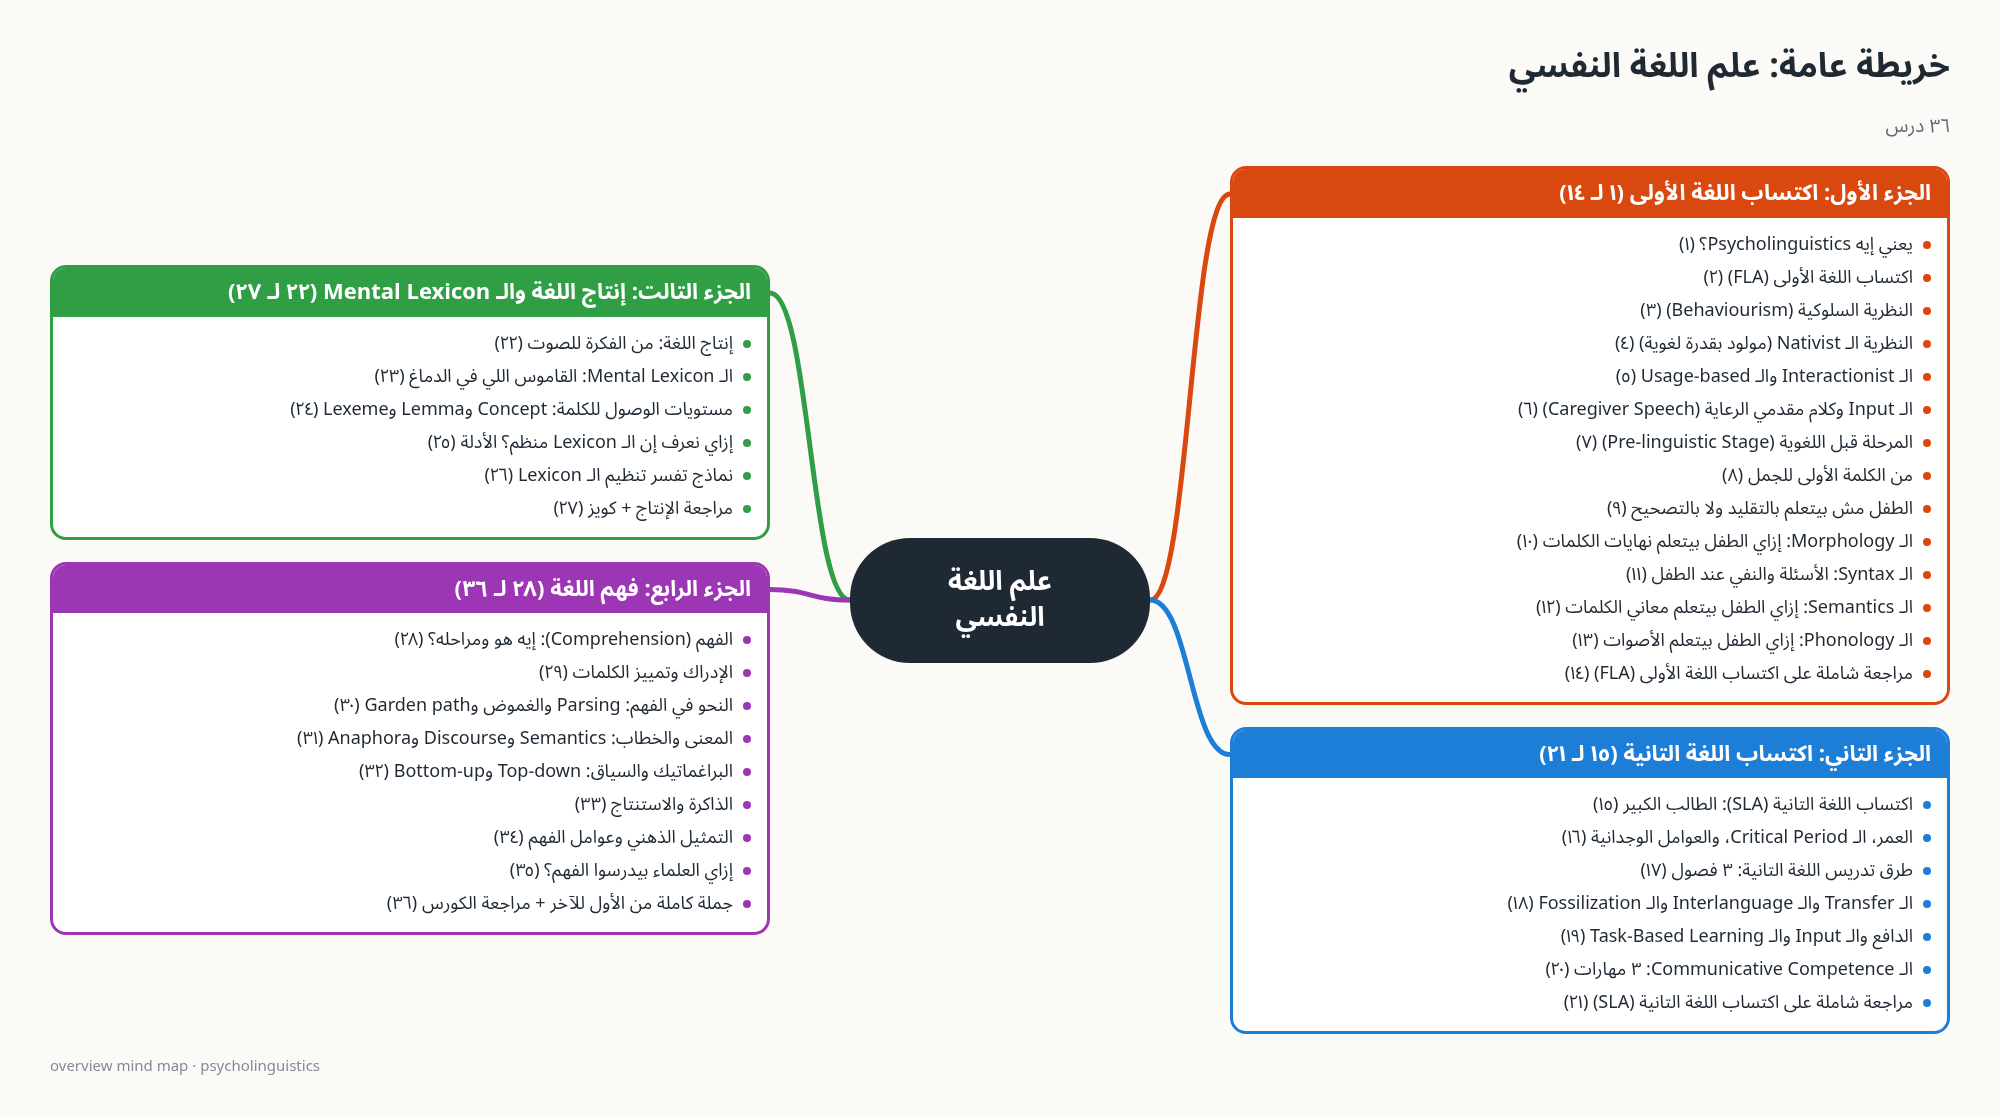 خريطة عامة: علم اللغة النفسي
٣٦ درس
الجزء الأول: اكتساب اللغة الأولى (١ لـ ١٤)
يعني إيه Psycholinguistics؟ (١)
اكتساب اللغة الأولى (FLA) (٢)
النظرية السلوكية (Behaviourism) (٣)
النظرية الـ Nativist (مولود بقدرة لغوية) (٤)
الـ Interactionist والـ Usage-based (٥)
الـ Input وكلام مقدمي الرعاية (Caregiver Speech) (٦)
المرحلة قبل اللغوية (Pre-linguistic Stage) (٧)
من الكلمة الأولى للجمل (٨)
الطفل مش بيتعلم بالتقليد ولا بالتصحيح (٩)
الـ Morphology: إزاي الطفل بيتعلم نهايات الكلمات (١٠)
الـ Syntax: الأسئلة والنفي عند الطفل (١١)
الـ Semantics: إزاي الطفل بيتعلم معاني الكلمات (١٢)
الـ Phonology: إزاي الطفل بيتعلم الأصوات (١٣)
مراجعة شاملة على اكتساب اللغة الأولى (FLA) (١٤)
الجزء التاني: اكتساب اللغة التانية (١٥ لـ ٢١)
اكتساب اللغة التانية (SLA): الطالب الكبير (١٥)
العمر، الـ Critical Period، والعوامل الوجدانية (١٦)
طرق تدريس اللغة التانية: ٣ فصول (١٧)
الـ Transfer والـ Interlanguage والـ Fossilization (١٨)
الدافع والـ Input والـ Task-Based Learning (١٩)
الـ Communicative Competence: ٣ مهارات (٢٠)
مراجعة شاملة على اكتساب اللغة التانية (SLA) (٢١)
علم اللغة
النفسي
الجزء التالت: إنتاج اللغة والـ Mental Lexicon (٢٢ لـ ٢٧)
إنتاج اللغة: من الفكرة للصوت (٢٢)
الـ Mental Lexicon: القاموس اللي في الدماغ (٢٣)
مستويات الوصول للكلمة: Concept وLemma وLexeme (٢٤)
إزاي نعرف إن الـ Lexicon منظم؟ الأدلة (٢٥)
نماذج تفسر تنظيم الـ Lexicon (٢٦)
مراجعة الإنتاج + كويز (٢٧)
الجزء الرابع: فهم اللغة (٢٨ لـ ٣٦)
الفهم (Comprehension): إيه هو ومراحله؟ (٢٨)
الإدراك وتمييز الكلمات (٢٩)
النحو في الفهم: Parsing والغموض وGarden path (٣٠)
المعنى والخطاب: Semantics وDiscourse وAnaphora (٣١)
البراغماتيك والسياق: Top-down وBottom-up (٣٢)
الذاكرة والاستنتاج (٣٣)
التمثيل الذهني وعوامل الفهم (٣٤)
إزاي العلماء بيدرسوا الفهم؟ (٣٥)
جملة كاملة من الأول للآخر + مراجعة الكورس (٣٦)
overview mind map · psycholinguistics